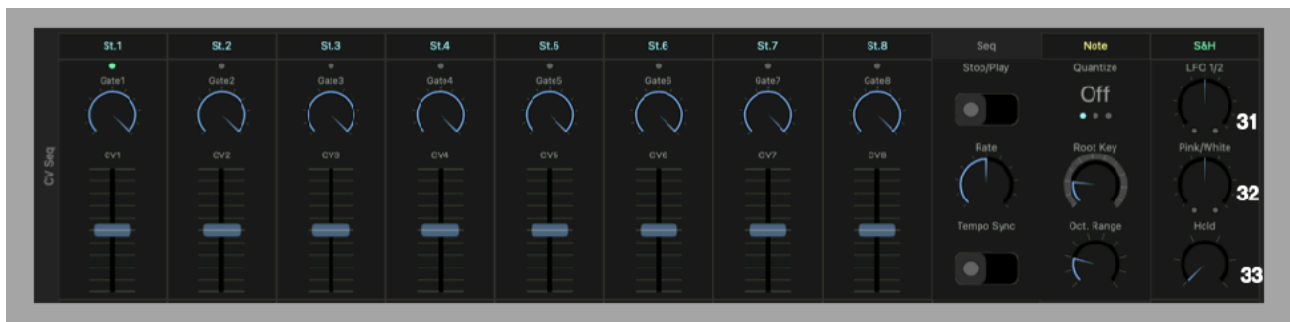 St.1 St.2 St.3 St.4 St.5 St.6 St.7 St.8 Seq Note S&H
Gate1 Gate2 Gate3 Gate4 Gate5 Gate6 Gate7 Gate8 Stop/Play Quantize LFO 1/2
Off
31
CV1 CV2 CV3 CV4 CV5 CV6 CV7 CV8 Rate Root Key Pink/White
CV Seq
32
Tempo Sync Oct. Range Hold
33